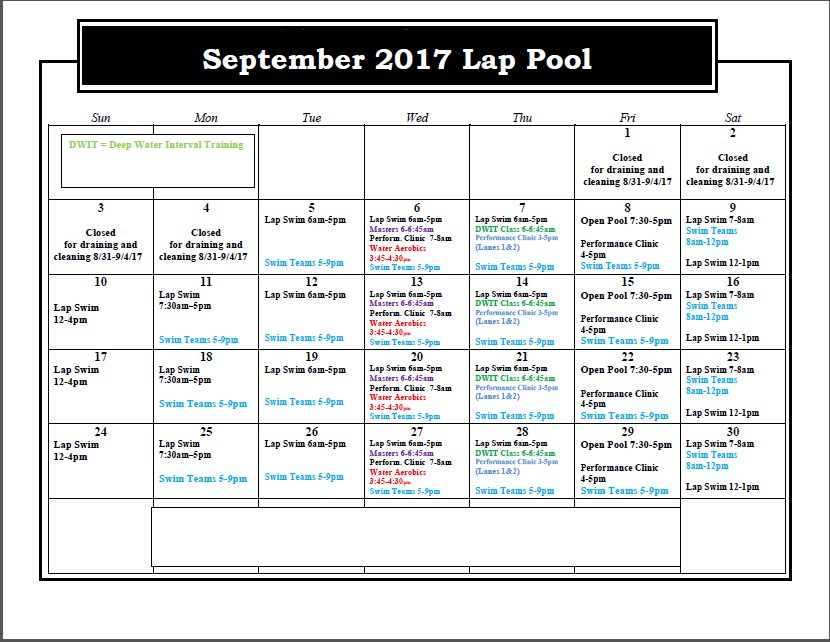 September 2017 Lap Pool
Sun Mon Tue Wed Thu Fri Sat
DWIT = Deep Water Interval Training
1
Closed
for draining and
cleaning 8/31-9/4/17
2
Closed
for draining and
cleaning 8/31-9/4/17
3
Closed
for draining and
cleaning 8/31-9/4/17
4
Closed
for draining and
cleaning 8/31-9/4/17
5
Lap Swim 6am-5pm
Swim Teams 5-9pm
6
Lap Swim 6am-5pm
Masters 6-6:45am
Perform. Clinic 7-8am
Water Aerobics
3:45-4:30pm
Swim Teams 5-9pm
7
Lap Swim 6am-5pm
DWIT Class 6-6:45am
Performance Clinic 3-5pm
(Lanes 1&2)
Swim Teams 5-9pm
8
Open Pool 7:30-5pm
Performance Clinic
4-5pm
Swim Teams 5-9pm
9
Lap Swim 7-8am
Swim Teams
8am-12pm
Lap Swim 12-1pm
10
Lap Swim
12-4pm
11
Lap Swim
7:30am–5pm
Swim Teams 5-9pm
12
Lap Swim 6am-5pm
Swim Teams 5-9pm
13
Lap Swim 6am-5pm
Masters 6-6:45am
Perform. Clinic 7-8am
Water Aerobics
3:45-4:30pm
Swim Teams 5-9pm
14
Lap Swim 6am-5pm
DWIT Class 6-6:45am
Performance Clinic 3-5pm
(Lanes 1&2)
Swim Teams 5-9pm
15
Open Pool 7:30-5pm
Performance Clinic
4-5pm
Swim Teams 5-9pm
16
Lap Swim 7-8am
Swim Teams
8am-12pm
Lap Swim 12-1pm
17
Lap Swim
12-4pm
18
Lap Swim
7:30am–5pm
Swim Teams 5-9pm
19
Lap Swim 6am-5pm
Swim Teams 5-9pm
20
Lap Swim 6am-5pm
Masters 6-6:45am
Perform. Clinic 7-8am
Water Aerobics
3:45-4:30pm
Swim Teams 5-9pm
21
Lap Swim 6am-5pm
DWIT Class 6-6:45am
Performance Clinic 3-5pm
(Lanes 1&2)
Swim Teams 5-9pm
22
Open Pool 7:30-5pm
Performance Clinic
4-5pm
Swim Teams 5-9pm
23
Lap Swim 7-8am
Swim Teams
8am-12pm
Lap Swim 12-1pm
24
Lap Swim
12-4pm
25
Lap Swim
7:30am–5pm
Swim Teams 5-9pm
26
Lap Swim 6am-5pm
Swim Teams 5-9pm
27
Lap Swim 6am-5pm
Masters 6-6:45am
Perform. Clinic 7-8am
Water Aerobics
3:45-4:30pm
Swim Teams 5-9pm
28
Lap Swim 6am-5pm
DWIT Class 6-6:45am
Performance Clinic 3-5pm
(Lanes 1&2)
Swim Teams 5-9pm
29
Open Pool 7:30-5pm
Performance Clinic
4-5pm
Swim Teams 5-9pm
30
Lap Swim 7-8am
Swim Teams
8am-12pm
Lap Swim 12-1pm